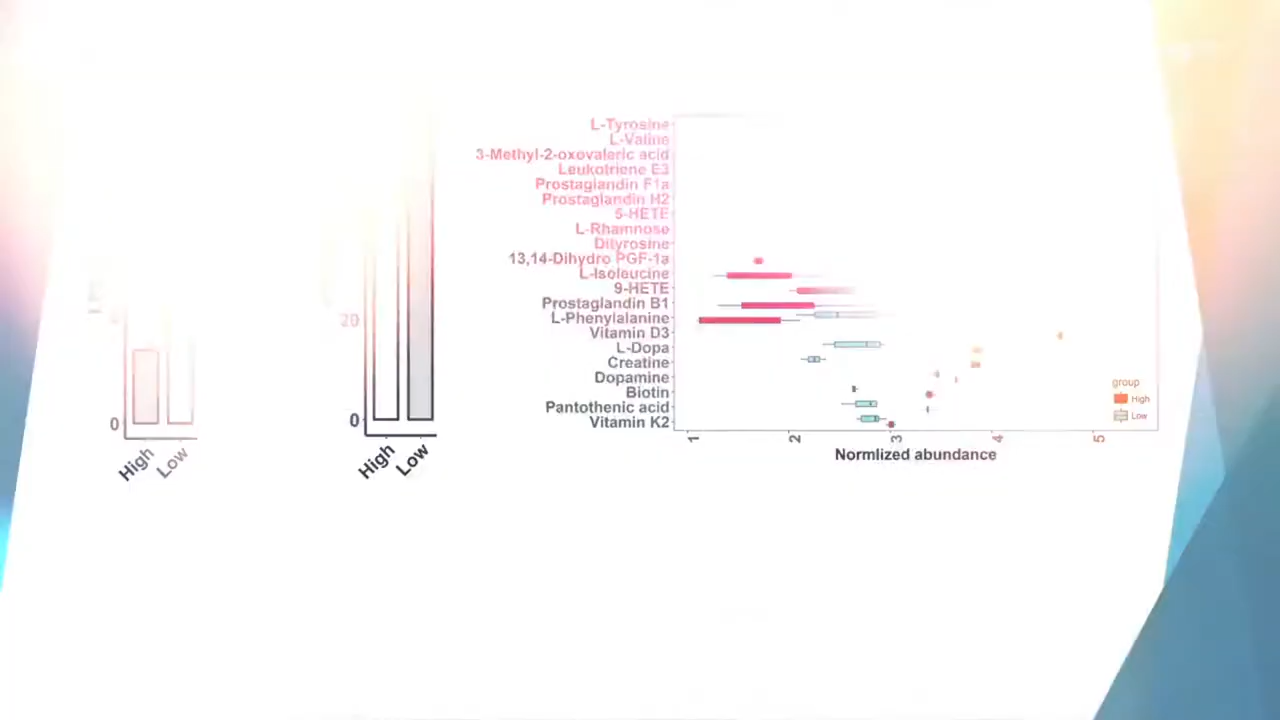 L-Tyrosine
L-Valine
3-Methyl-2-oxovaleric acid
Leukotriene E3
Prostaglandin F1a
Prostaglandin H2
5-HETE
L-Rhamnose
Dityrosine
13,14-Dihydro PGF-1a
L-Isoleucine
9-HETE
Prostaglandin B1
L-Phenylalanine
Vitamin D3
L-Dopa
Creatine
Dopamine
Biotin
Pantothenic acid
Vitamin K2
1 2 3 4 5
Normlized abundance
group
High
Low
0
High Low
20
0
High Low